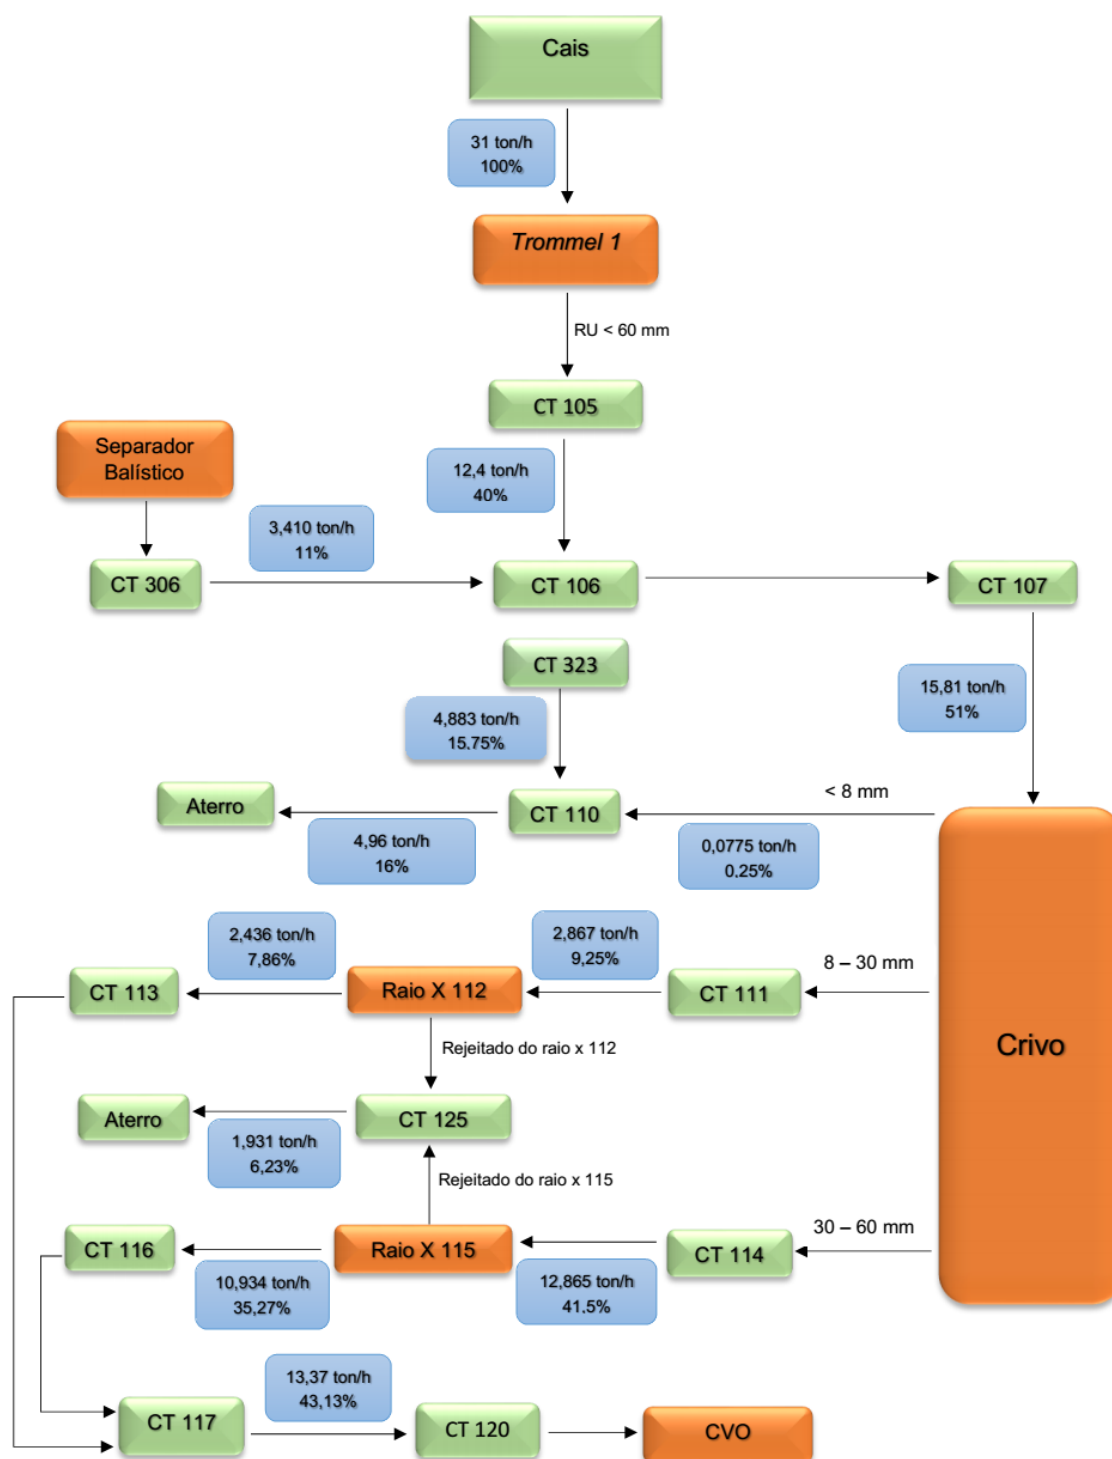 Cais
31 ton/h
100%
Trommel 1
RU < 60 mm
CT 105
Separador
Balístico
12,4 ton/h
40%
3,410 ton/h
11%
CT 306
CT 106
CT 107
CT 323
15,81 ton/h
51%
4,883 ton/h
15,75%
< 8 mm
Aterro
CT 110
4,96 ton/h
16%
0,0775 ton/h
0,25%
2,436 ton/h
7,86%
2,867 ton/h
9,25%
8 – 30 mm
CT 113
Raio X 112
CT 111
Crivo
Rejeitado do raio x 112
Aterro
CT 125
1,931 ton/h
6,23%
Rejeitado do raio x 115
30 – 60 mm
CT 116
Raio X 115
CT 114
10,934 ton/h
35,27%
12,865 ton/h
41,5%
13,37 ton/h
43,13%
CT 117
CT 120
CVO